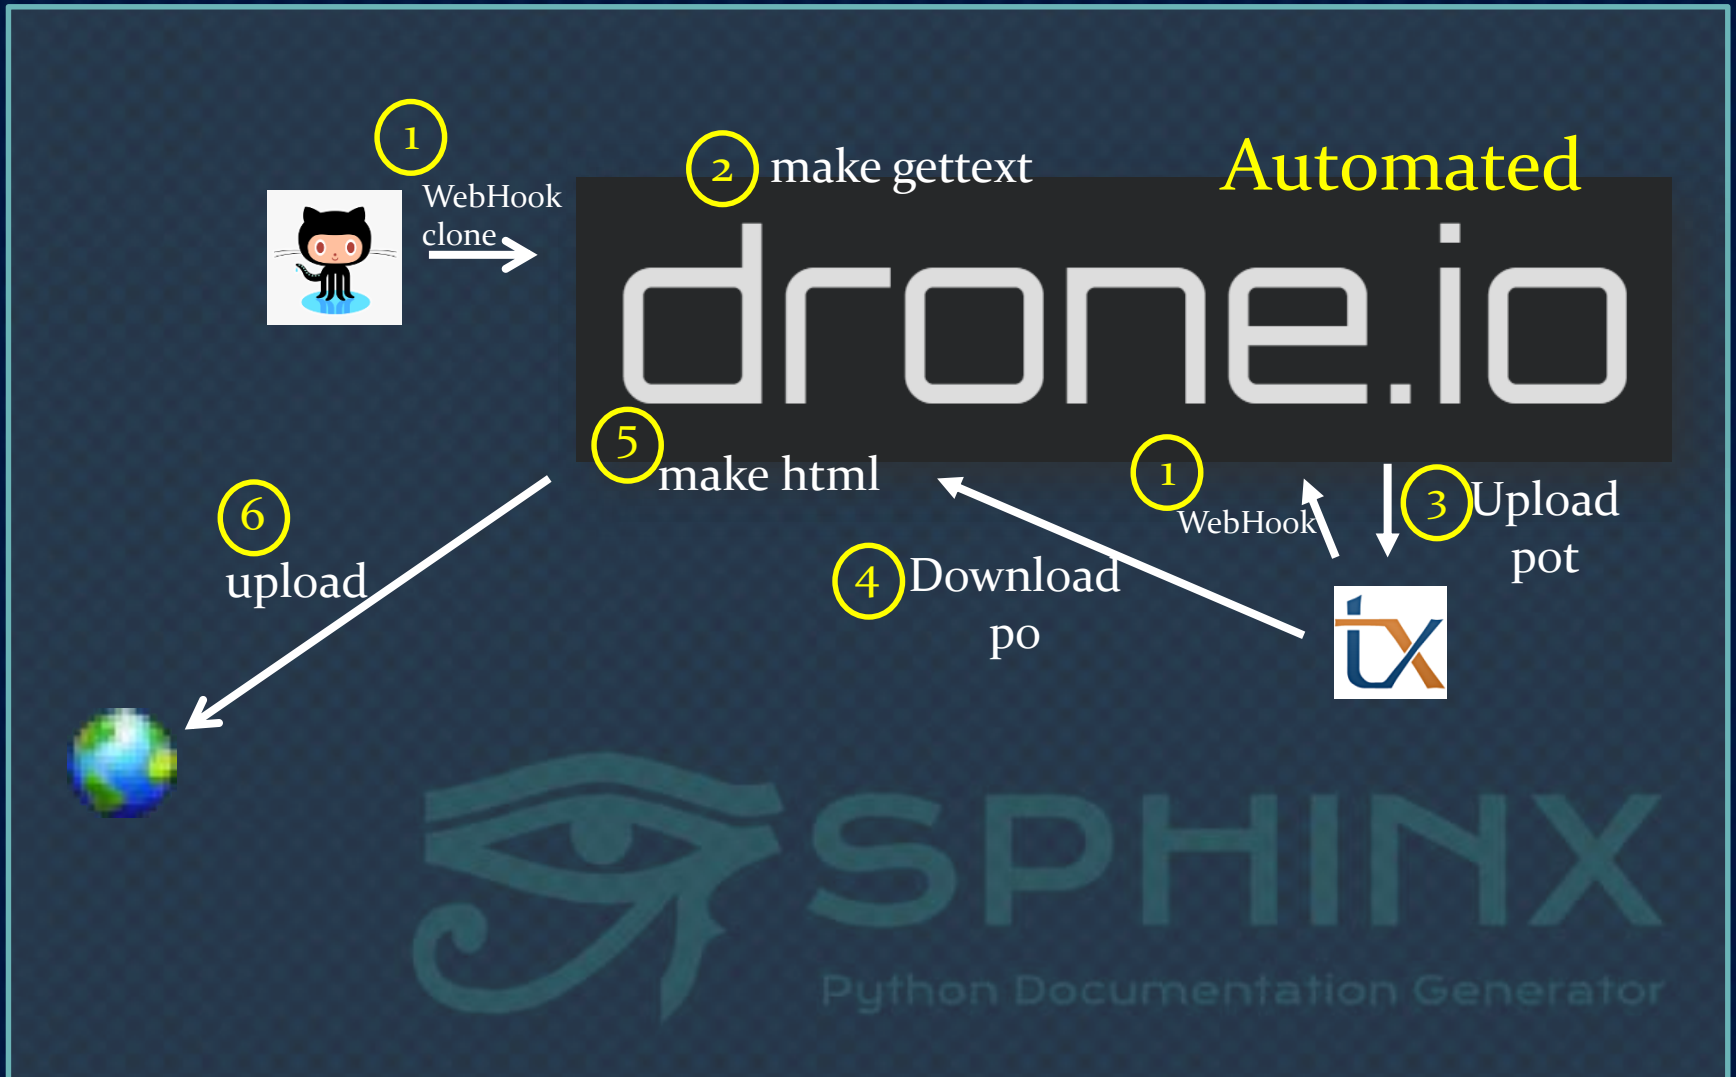 1
WebHook
clone
2 make gettext
Automated
drone.io
5
make html
1
WebHook
3 Upload
pot
4 Download
po
6
upload
tx
SPHINX
Python Documentation Generator